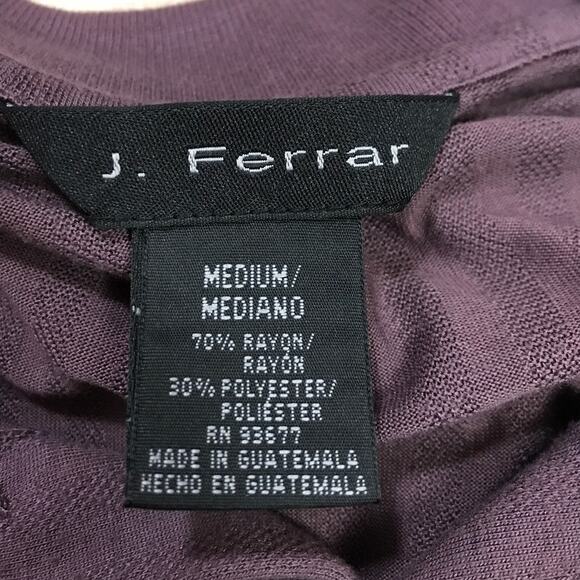 J. Ferrar
MEDIUM/
MEDIANO
70% RAYON/
RAYÓN
30% POLYESTER/
POLIÉSTER
RN 93677
MADE IN GUATEMALA
HECHO EN GUATEMALA